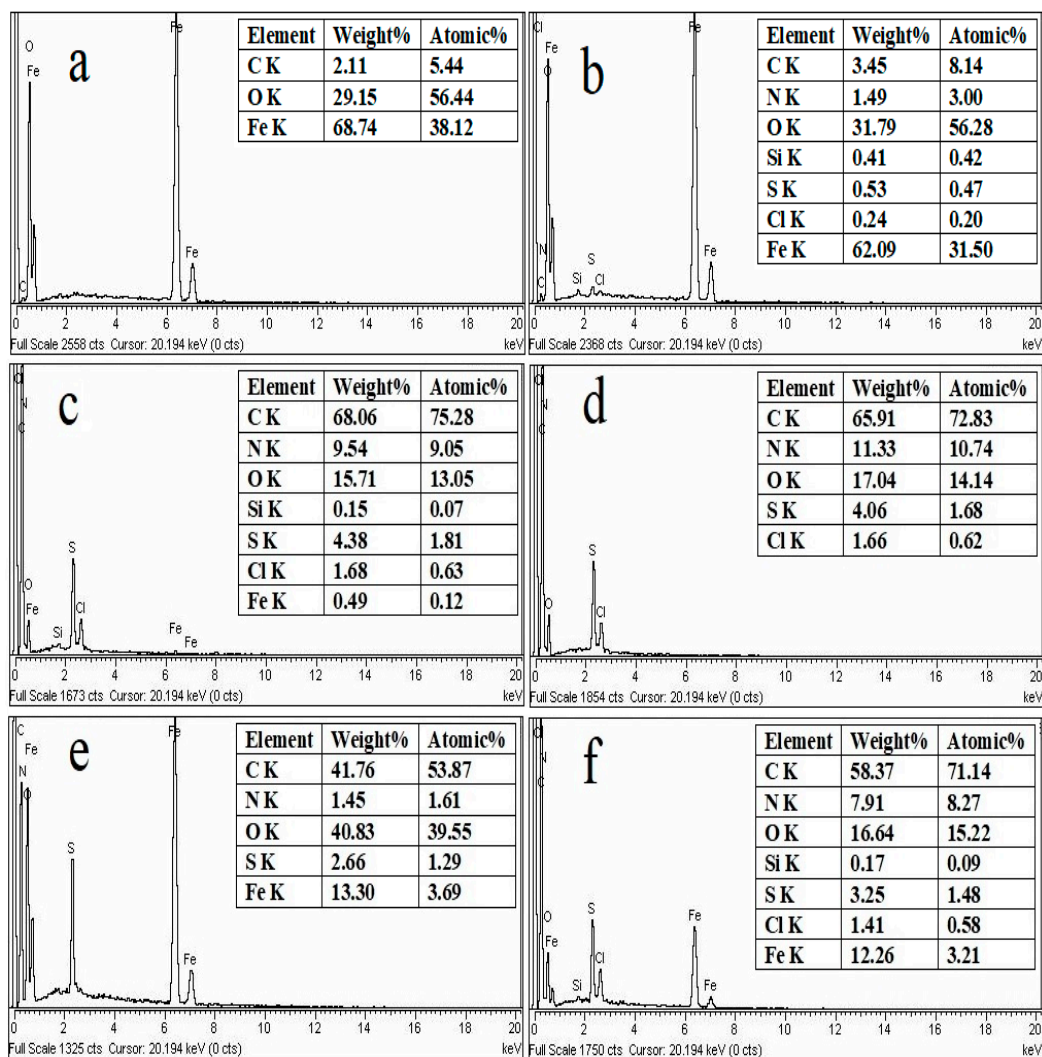 a
O
Fe
C
Fe
Fe
Element Weight% Atomic%
C K 2.11 5.44
O K 29.15 56.44
Fe K 68.74 38.12
0 2 4 6 8 10 12 14 16 18 20
Full Scale 2558 cts Cursor: 20.194 keV (0 cts) keV
b
Cl
Fe
O
N
C
Si
S
Cl
Fe
Fe
Element Weight% Atomic%
C K 3.45 8.14
N K 1.49 3.00
O K 31.79 56.28
Si K 0.41 0.42
S K 0.53 0.47
Cl K 0.24 0.20
Fe K 62.09 31.50
0 2 4 6 8 10 12 14 16 18 20
Full Scale 2368 cts Cursor: 20.194 keV (0 cts) keV
c
N
C
O
Fe
Si
S
Cl
Fe
Fe
Element Weight% Atomic%
C K 68.06 75.28
N K 9.54 9.05
O K 15.71 13.05
Si K 0.15 0.07
S K 4.38 1.81
Cl K 1.68 0.63
Fe K 0.49 0.12
0 2 4 6 8 10 12 14 16 18 20
Full Scale 1673 cts Cursor: 20.194 keV (0 cts) keV
d
N
C
O
S
Cl
Element Weight% Atomic%
C K 65.91 72.83
N K 11.33 10.74
O K 17.04 14.14
S K 4.06 1.68
Cl K 1.66 0.62
0 2 4 6 8 10 12 14 16 18 20
Full Scale 1854 cts Cursor: 20.194 keV (0 cts) keV
e
C
Fe
N
O
S
Fe
Fe
Element Weight% Atomic%
C K 41.76 53.87
N K 1.45 1.61
O K 40.83 39.55
S K 2.66 1.29
Fe K 13.30 3.69
0 2 4 6 8 10 12 14 16 18 20
Full Scale 1325 cts Cursor: 20.194 keV (0 cts) keV
f
N
C
O
Fe
Si
S
Cl
Fe
Fe
Element Weight% Atomic%
C K 58.37 71.14
N K 7.91 8.27
O K 16.64 15.22
Si K 0.17 0.09
S K 3.25 1.48
Cl K 1.41 0.58
Fe K 12.26 3.21
0 2 4 6 8 10 12 14 16 18 20
Full Scale 1750 cts Cursor: 20.194 keV (0 cts) keV